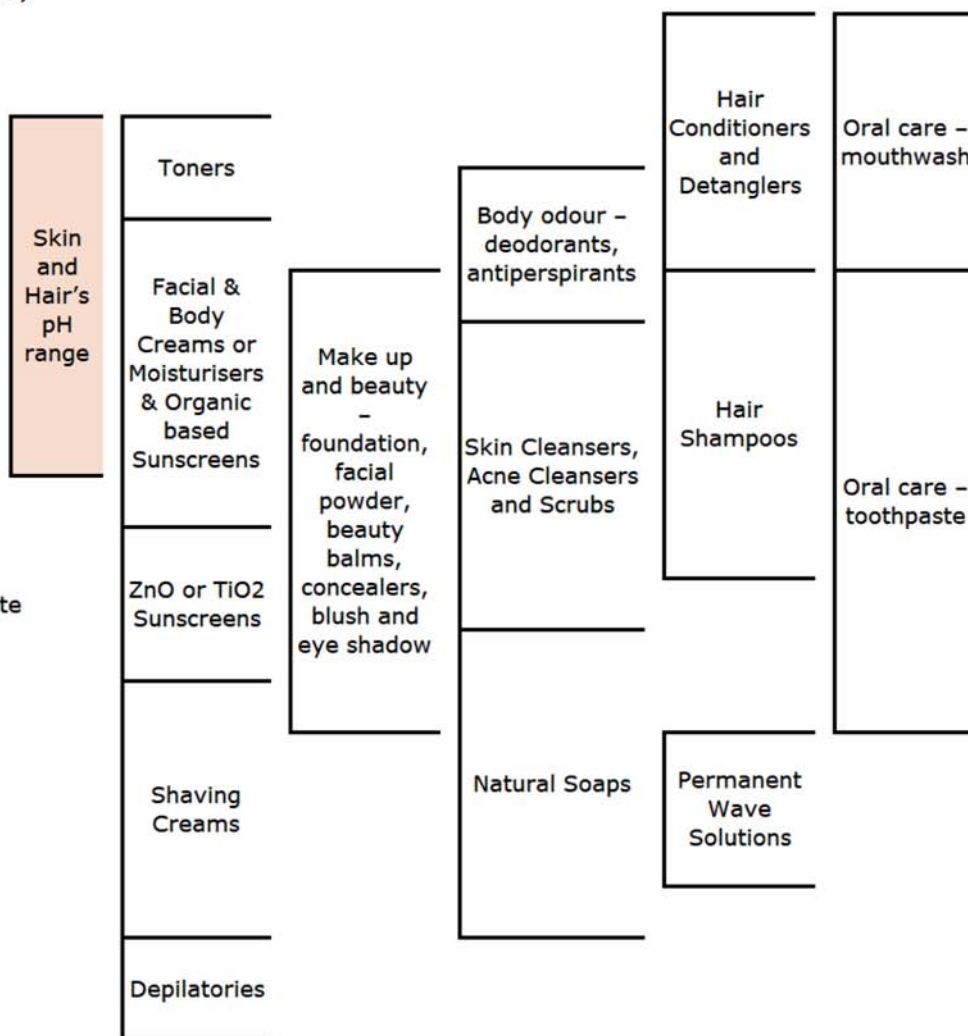 Skin
and
Hair's
pH
range
te
Toners
Facial &
Body
Creams or
Moisturisers
& Organic
based
Sunscreens
ZnO or TiO2
Sunscreens
Shaving
Creams
Depilatories
Make up
and beauty
–
foundation,
facial
powder,
beauty
balms,
concealers,
blush and
eye shadow
Body odour –
deodorants,
antiperspirants
Skin Cleansers,
Acne Cleansers
and Scrubs
Natural Soaps
Hair
Conditioners
and
Detanglers
Hair
Shampoos
Permanent
Wave
Solutions
Oral care –
mouthwash
Oral care –
toothpaste